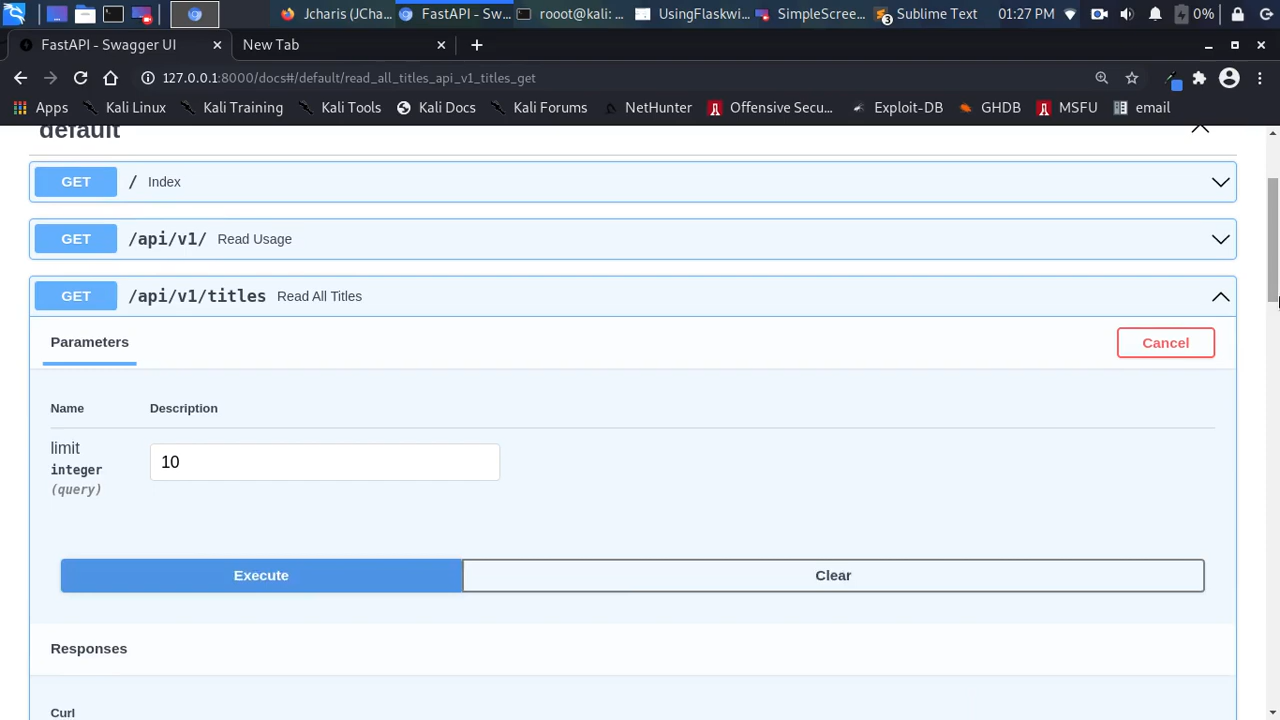 Jcharis (JCha...
FastAPI - Sw...
rooot@kali: ...
UsingFlaskwi...
SimpleScree...
3
Sublime Text
01:27 PM
0%
FastAPI - Swagger UI
New Tab
127.0.0.1:8000/docs#/default/read_all_titles_api_v1_titles_get
Apps
Kali Linux
Kali Training
Kali Tools
Kali Docs
Kali Forums
NetHunter
Offensive Secu...
Exploit-DB
GHDB
MSFU
email
default
GET / Index
GET /api/v1/ Read Usage
GET /api/v1/titles Read All Titles
Parameters
Cancel
Name Description
limit
integer
(query)
10
Execute
Clear
Responses
Curl